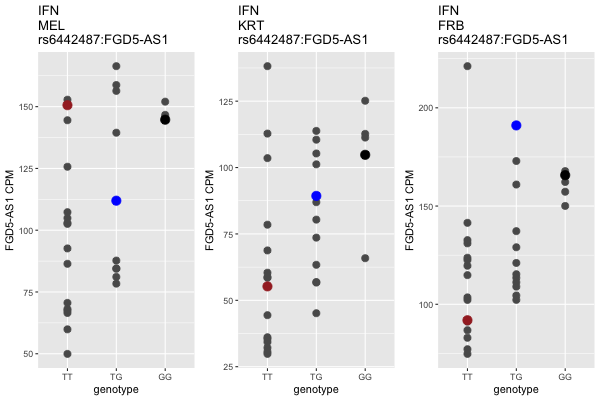 IFN
MEL
rs6442487:FGD5-AS1
FGD5-AS1 CPM
150
125
100
75
50
TT
TG
GG
genotype
IFN
KRT
rs6442487:FGD5-AS1
FGD5-AS1 CPM
125
100
75
50
25
TT
TG
GG
genotype
IFN
FRB
rs6442487:FGD5-AS1
FGD5-AS1 CPM
200
150
100
TT
TG
GG
genotype